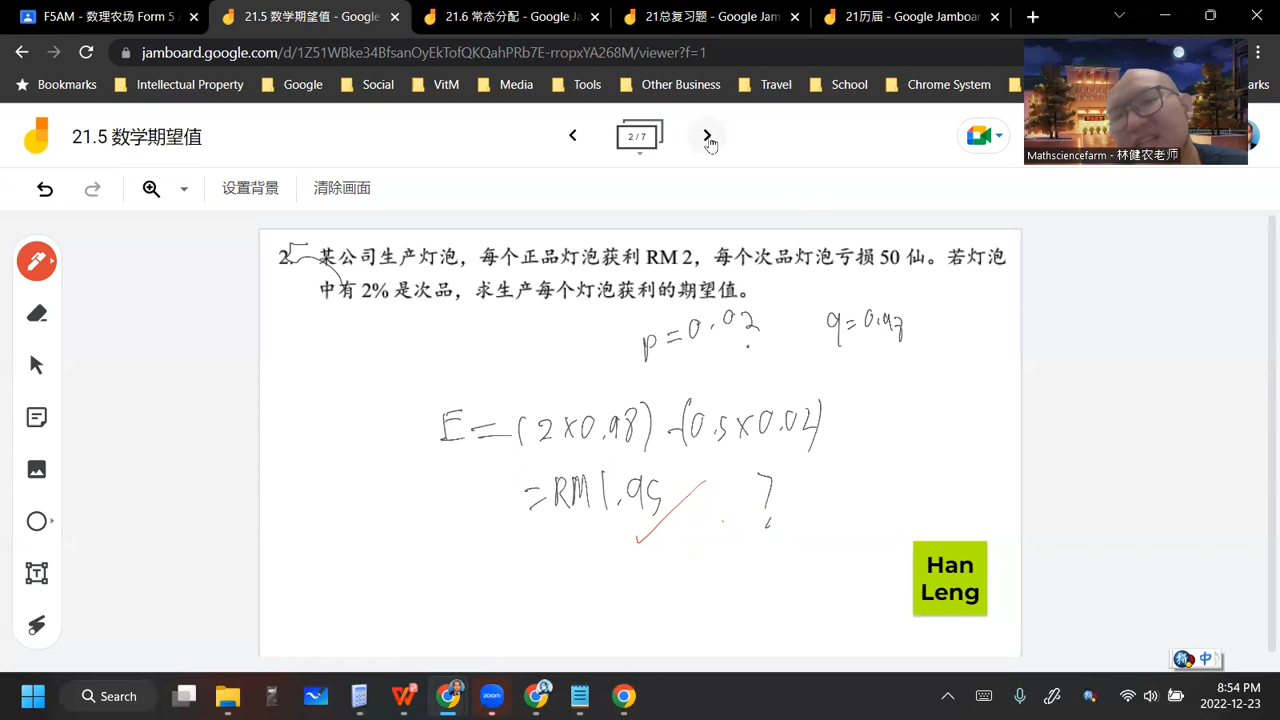 F5AM - 数理农场 Form 5 A
21.5 数学期望值 - Google
21.6 常态分配 - Google Ja
21总复习题 - Google Jam
21历届 - Google Jamboar
jamboard.google.com/d/1Z51WBke34BfsanOyEkTofQKQahPRb7E-rropxYA268M/viewer?f=1
Bookmarks
Intellectual Property
Google
Sozial
VitM
Media
Tools
Other Business
Travel
School
Chrome System
rks
Mathsciencefarm - 林健农老师
21.5 数学期望值
2 / 7
设置背景
清除画面
2. 某公司生产灯泡，每个正品灯泡获利 RM 2，每个次品灯泡亏损 50 仙。若灯泡
中有 2% 是次品，求生产每个灯泡获利的期望值。
p = 0.02
E = (2×0.98) - (0.5×0.02)
= RM 1.95 ?
Han
Leng
中
Search
8:54 PM
2022-12-23